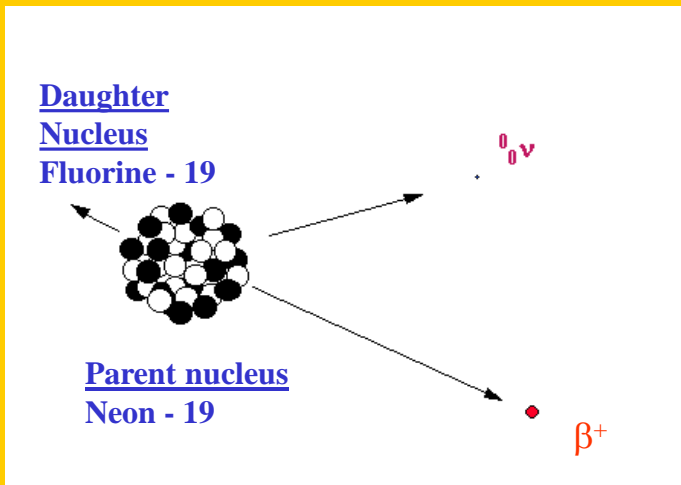 Daughter
Nucleus
Fluorine - 19
⁰₀ν
Parent nucleus
Neon - 19
β⁺